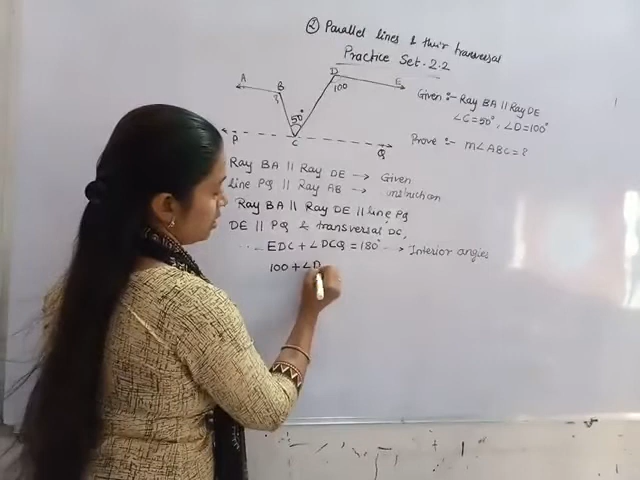 ② Parallel lines & their transversal
Practice Set-2.2
A B D E
? 100
50°
P C Q
Given :- Ray BA || Ray DE
∠C=50°, ∠D=100°
Prove :- m∠ABC = ?
Ray BA || Ray DE → Given
line PQ || Ray AB →
Ray BA || Ray DE || line PQ
DE || PQ & transversal DC,
EDC + ∠DCQ = 180° → Interior angles
100 + ∠D